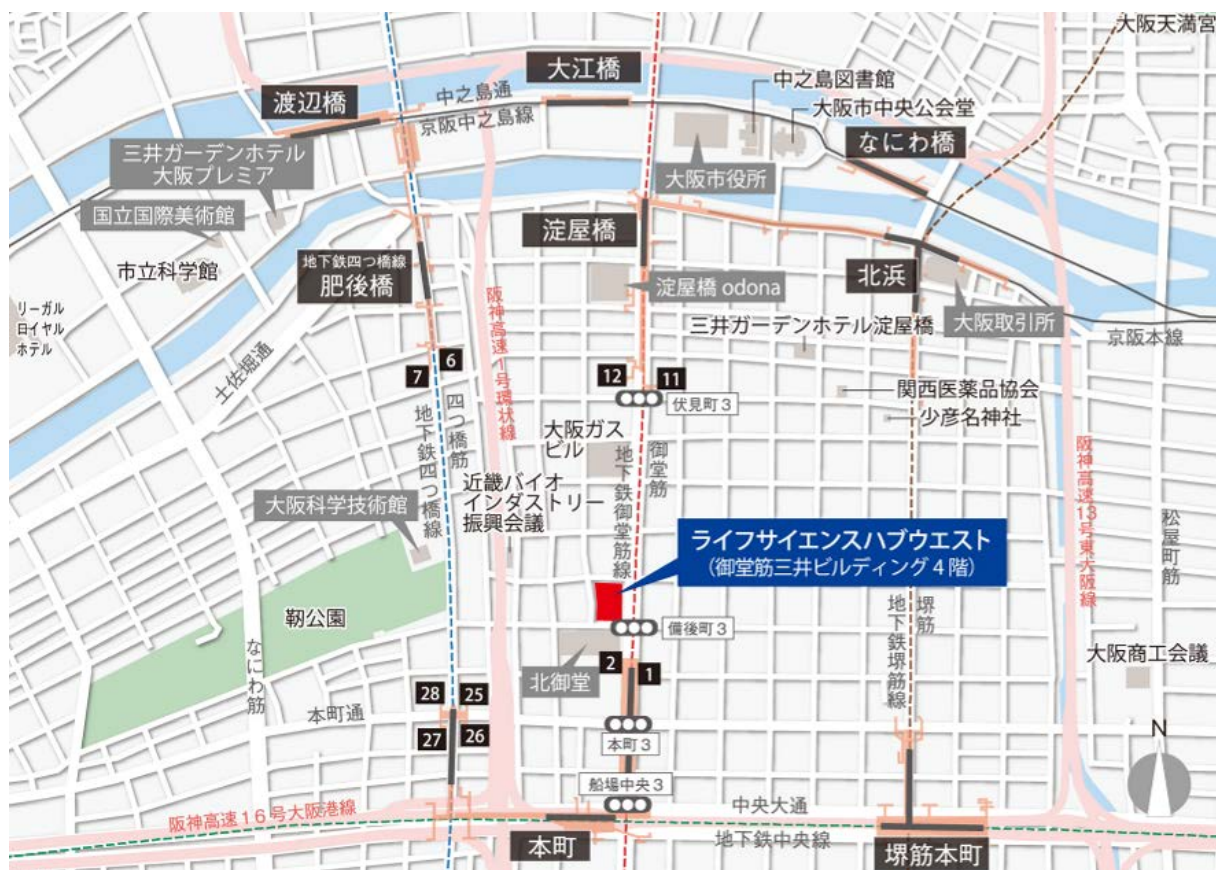 大阪天満宮
大江橋
中之島図書館
渡辺橋
中之島通
京阪中之島線
大阪市中央公会堂
なにわ橋
三井ガーデンホテル
大阪プレミア
大阪市役所
国立国際美術館
淀屋橋
地下鉄四つ橋線
肥後橋
市立科学館
北浜
淀屋橋 odona
リーガル
ロイヤル
ホテル
阪神高速1号環状線
三井ガーデンホテル淀屋橋
大阪取引所
京阪本線
土佐堀通
7
6
12
11
伏見町3
関西医薬品協会
少彦名神社
四つ橋筋
地下鉄四つ橋線
大阪ガス
ビル
御堂筋
地下鉄御堂筋線
阪神高速13号東大阪線
松屋町筋
近畿バイオ
インダストリー
振興会議
大阪科学技術館
ライフサイエンスハブウエスト
(御堂筋三井ビルディング4階)
靭公園
備後町3
堺筋
地下鉄堺筋線
なにわ筋
北御堂
2
1
大阪商工会議
28
25
本町通
27
26
本町3
N
船場中央3
阪神高速16号大阪港線
中央大通
地下鉄中央線
本町
堺筋本町